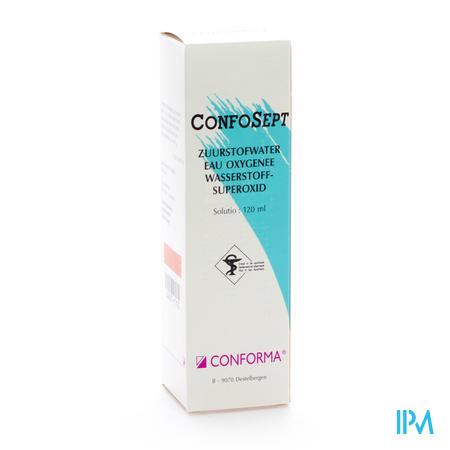 CONFOSEPT
ZUURSTOFWATER
EAU OXYGENEE
WASSERSTOFF-
SUPEROXID
Solutio : 120 ml
CONFORMA®
B - 9070 Destelbergen
IPM